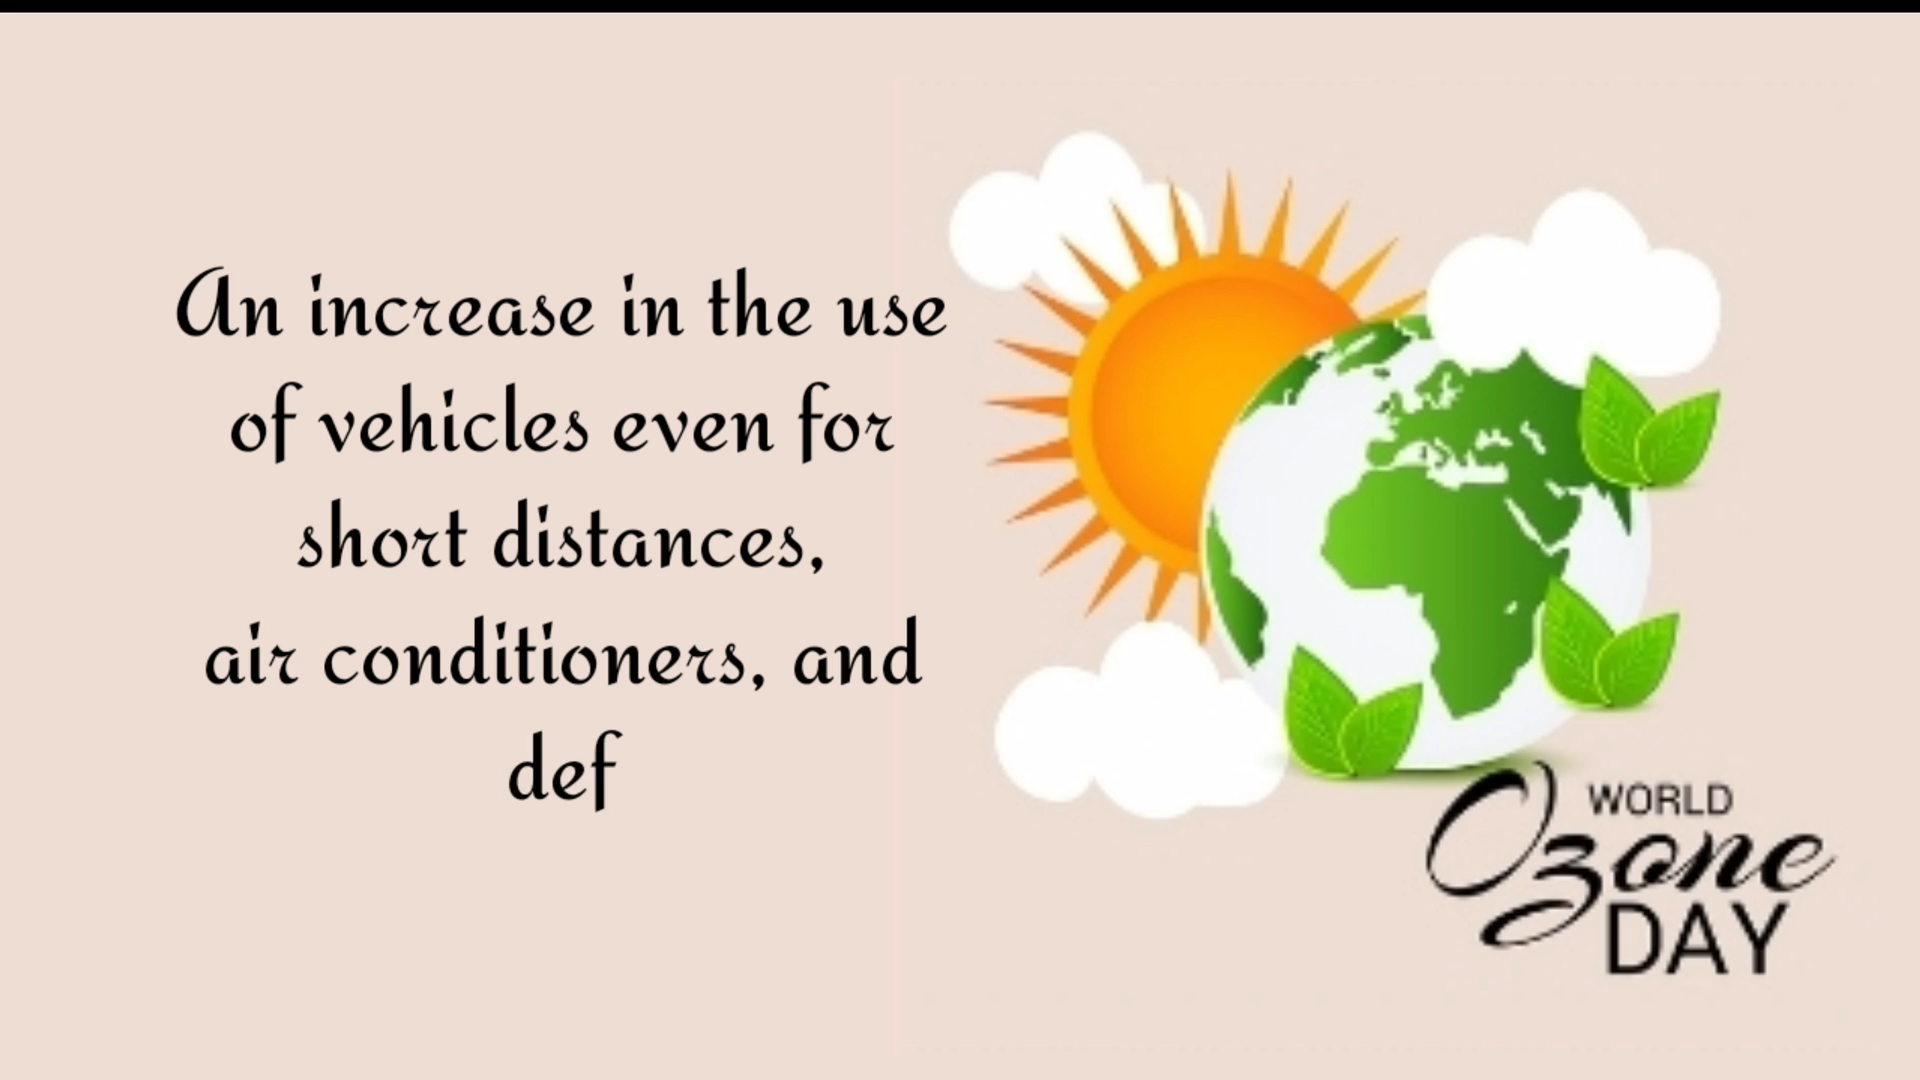 An increase in the use
of vehicles even for
short distances,
air conditioners, and
def
WORLD
Ozone
DAY